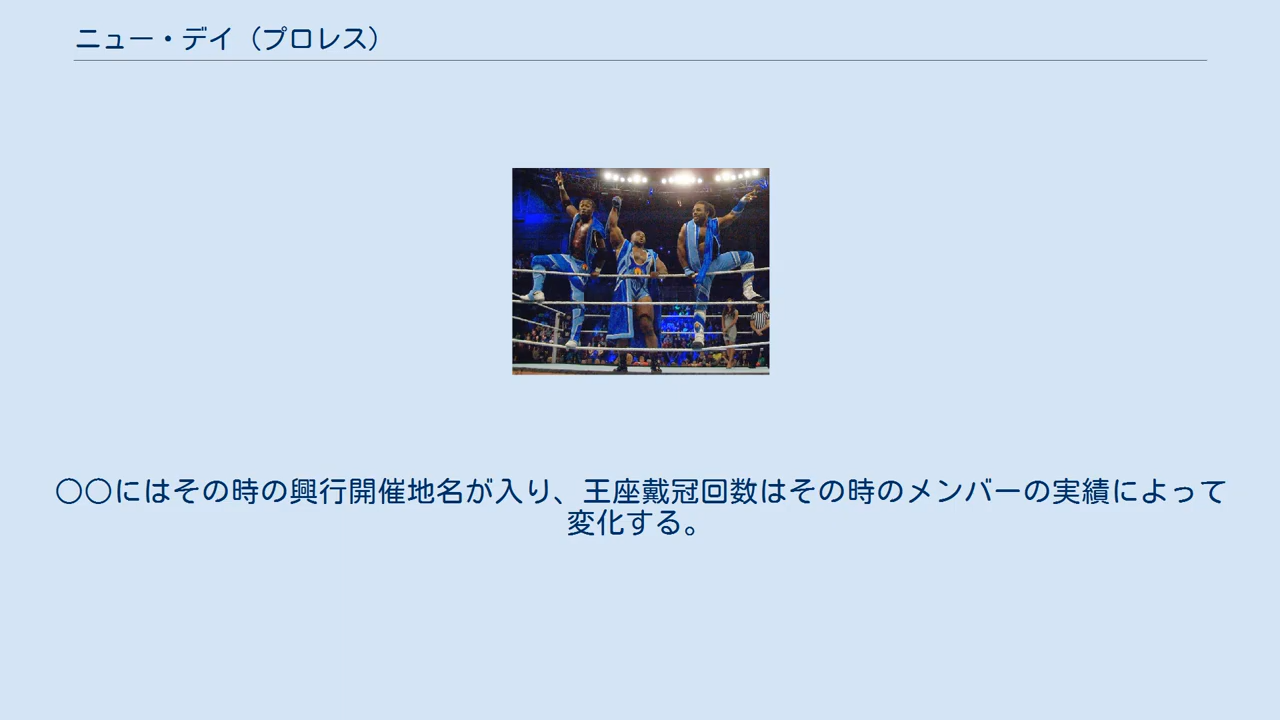 ニュー・デイ（プロレス）
〇〇にはその時の興行開催地名が入り、王座戴冠回数はその時のメンバーの実績によって
変化する。